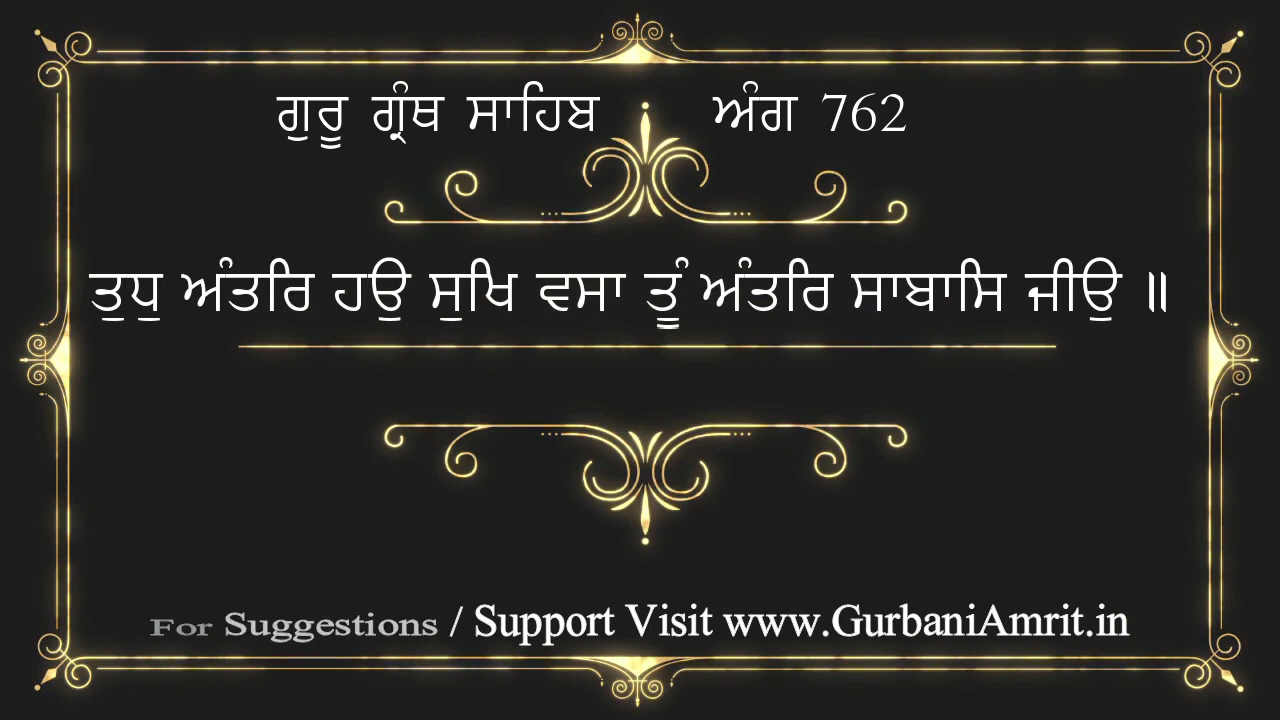 ਗੁਰੂ ਗ੍ਰੰਥ ਸਾਹਿਬ ਅੰਗ 762
ਤੁਧੁ ਅੰਤਰਿ ਹਉ ਸੁਖਿ ਵਸਾ ਤੂੰ ਅੰਤਰਿ ਸਾਬਾਸਿ ਜੀਉ ॥
For Suggestions / Support Visit www.GurbaniAmrit.in